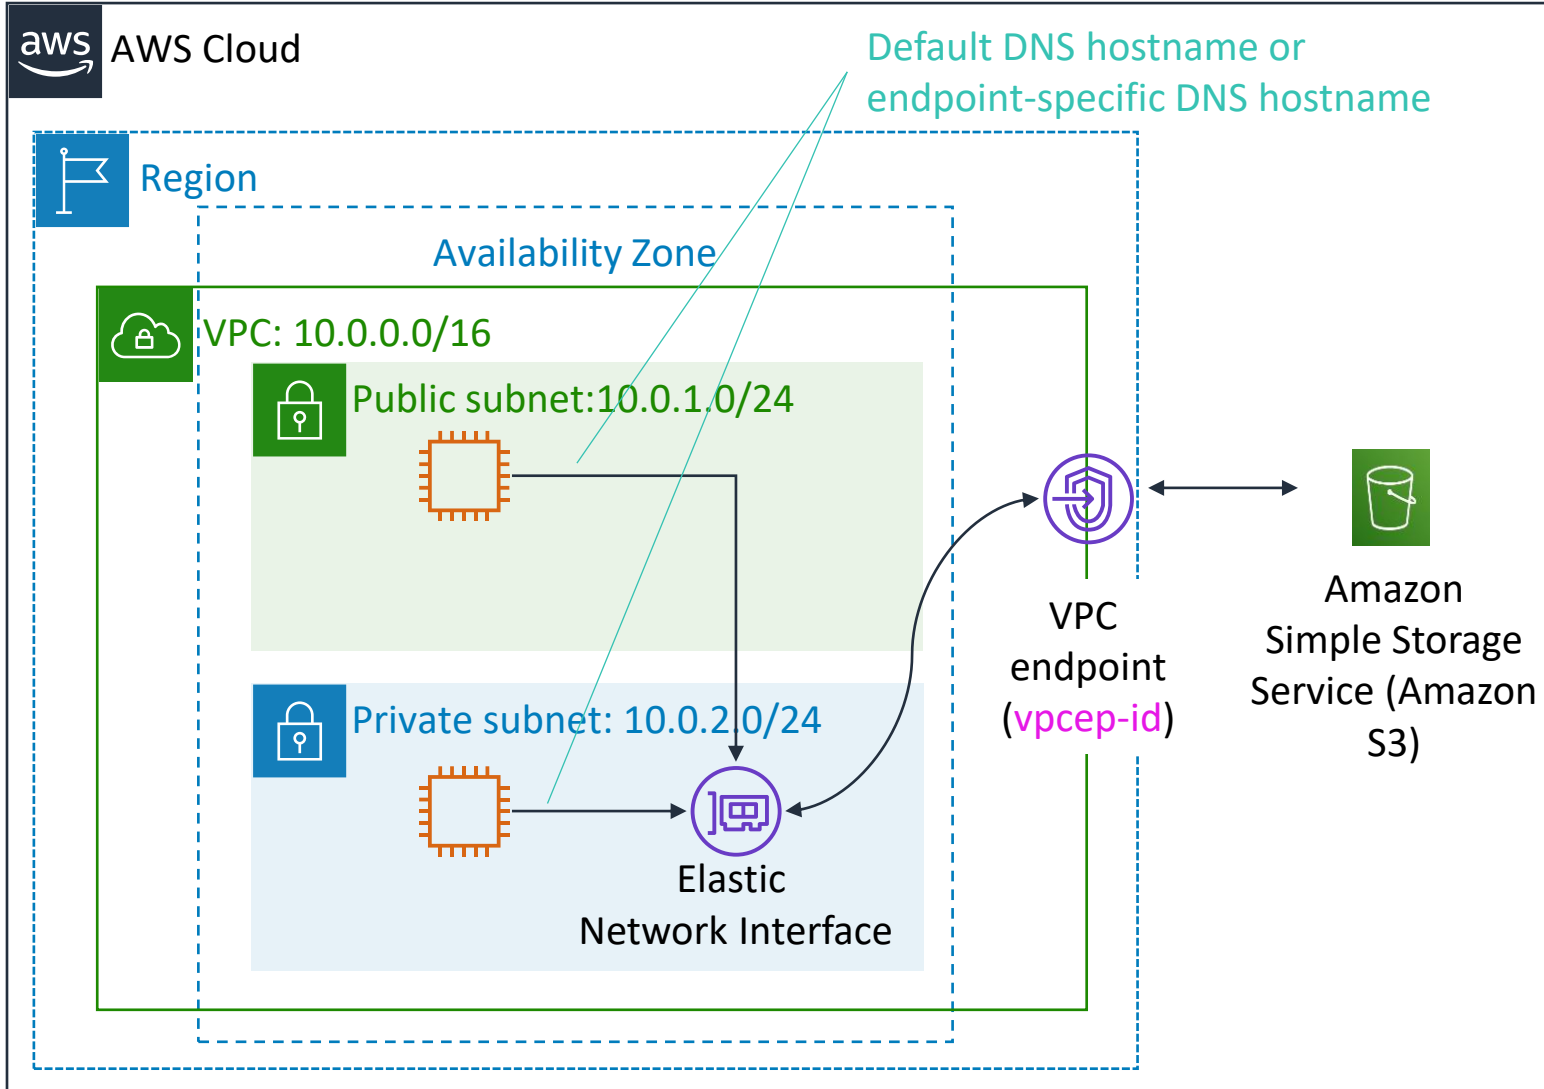 aws
AWS Cloud
Default DNS hostname or
endpoint-specific DNS hostname
Region
Availability Zone
VPC: 10.0.0.0/16
Public subnet:10.0.1.0/24
VPC
endpoint
(vpcep-id)
Amazon
Simple Storage
Service (Amazon
S3)
Private subnet: 10.0.2.0/24
Elastic
Network Interface